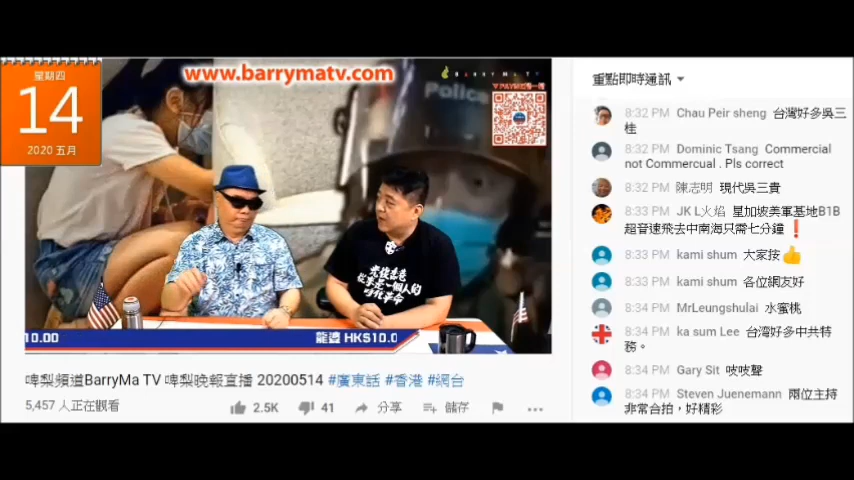 星期四
14
2020 五月
www.barrymatv.com
BARRYMATV
Police
10.00
龍婆 HK$10.0
啤梨頻道BarryMa TV 啤梨晚報直播 20200514 #廣東話 #香港 #網台
5,457 人正在觀看
2.5K
41
分享
儲存
重點即時通訊
8:32 PM Chau Peir sheng 台灣好多吳三
桂
8:32 PM Dominic Tsang Commercial
not Commercual . Pls correct
8:32 PM 陳志明 現代吳三貴
8:33 PM JK L火焰 星加坡美軍基地B1B
超音速飛去中南海只需七分鐘❗
8:33 PM kami shum 大家按👍
8:33 PM kami shum 各位網友好
8:34 PM MrLeungshulai 水蜜桃
8:34 PM ka sum Lee 台湾好多中共特
務。
8:34 PM Gary Sit 吱吱聲
8:34 PM Steven Juenemann 兩位主持
非常合拍，好精彩